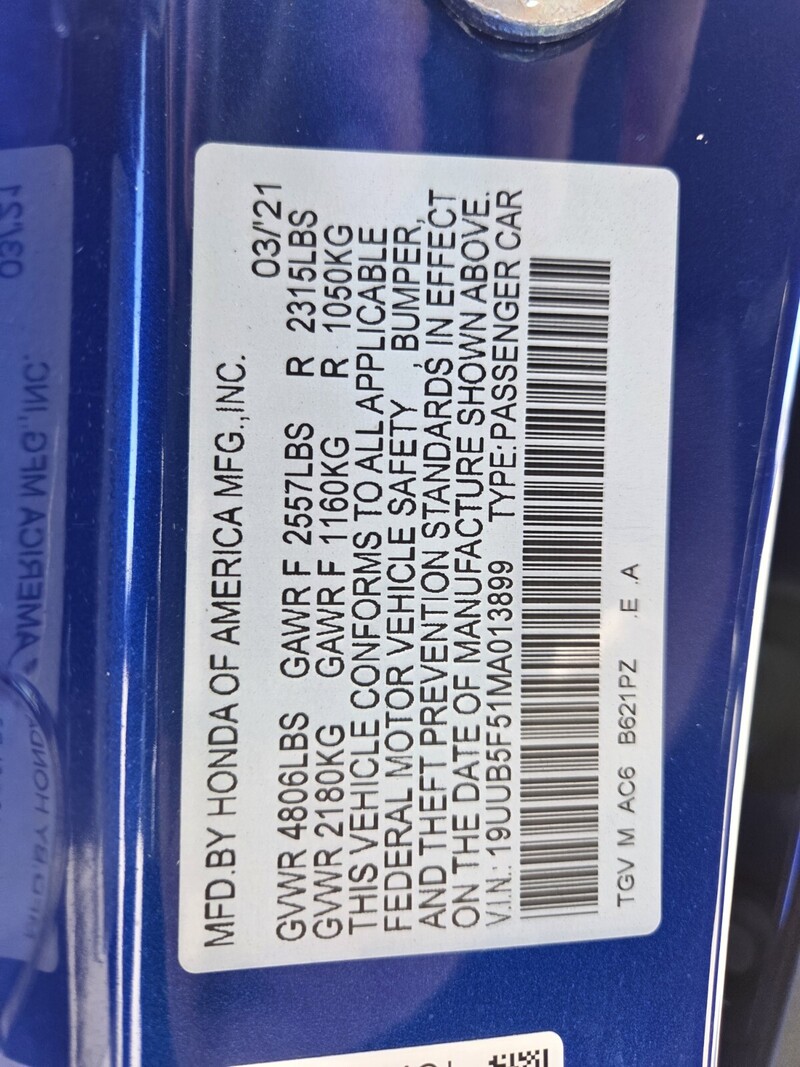 MFD.BY HONDA OF AMERICA MFG.,INC.
03/'21
GVWR 4806LBS GAWR F 2557LBS R 2315LBS
GVWR 2180KG GAWR F 1160KG R 1050KG
THIS VEHICLE CONFORMS TO ALL APPLICABLE
FEDERAL MOTOR VEHICLE SAFETY , BUMPER,
AND THEFT PREVENTION STANDARDS IN EFFECT
ON THE DATE OF MANUFACTURE SHOWN ABOVE.
V.I.N.: 19UUB5F51MA013899 TYPE:PASSENGER CAR
TGV M AC6 B621PZ .E .A